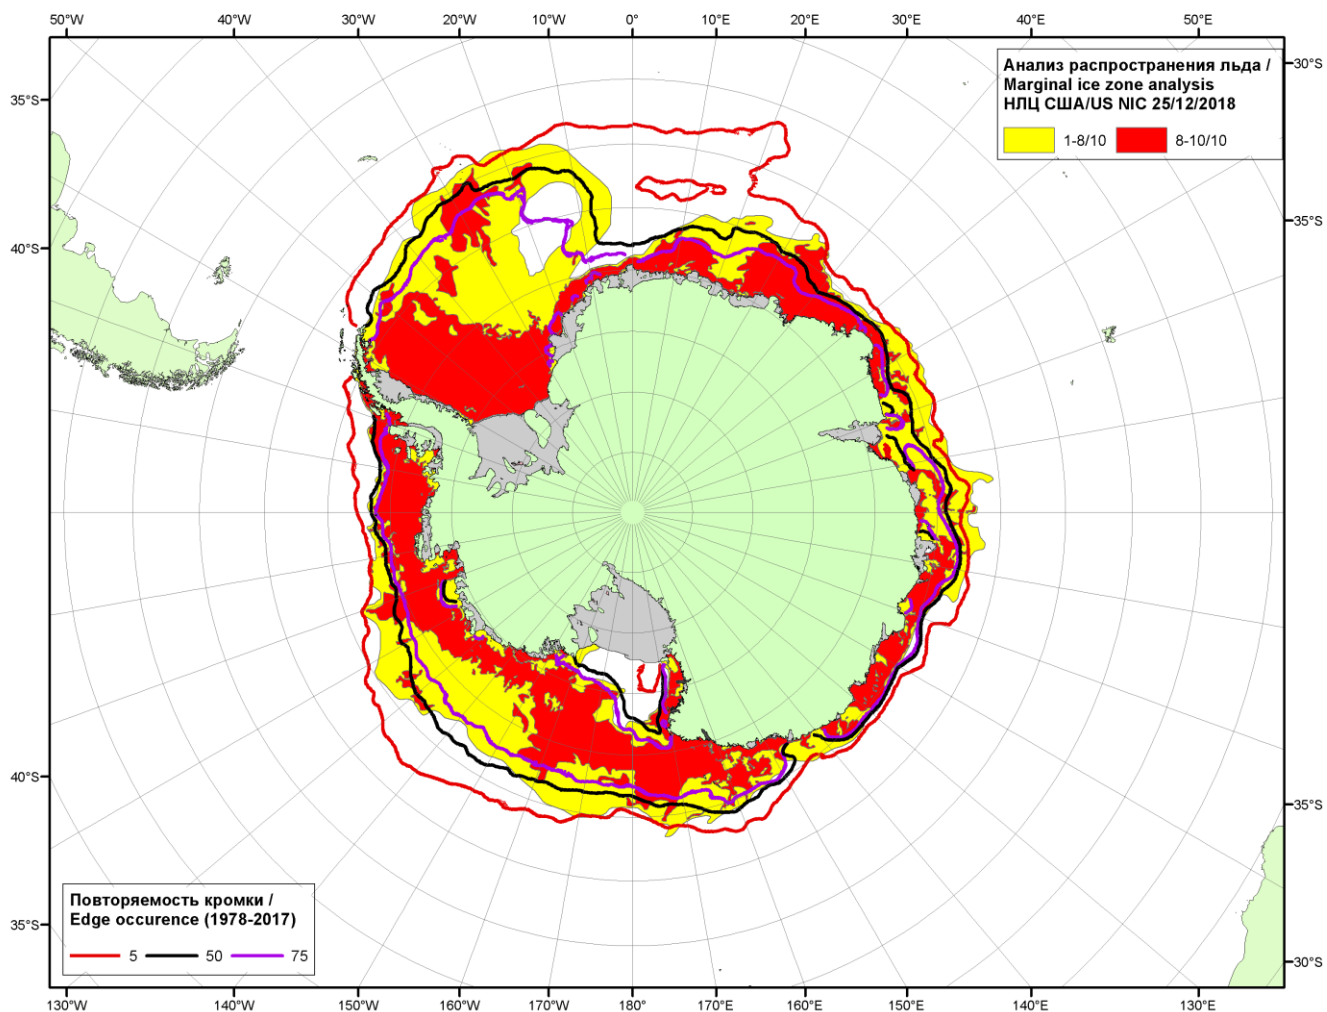 50°W 40°W 30°W 20°W 10°W 0° 10°E 20°E 30°E 40°E 50°E
Анализ распространения льда /
Marginal ice zone analysis
НЛЦ США/US NIC 25/12/2018
1-8/10 8-10/10
30°S
35°S
35°S
40°S
40°S
35°S
35°S
30°S
Повторяемость кромки /
Edge occurence (1978-2017)
5 50 75
130°W 140°W 150°W 160°W 170°W 180° 170°E 160°E 150°E 140°E 130°E